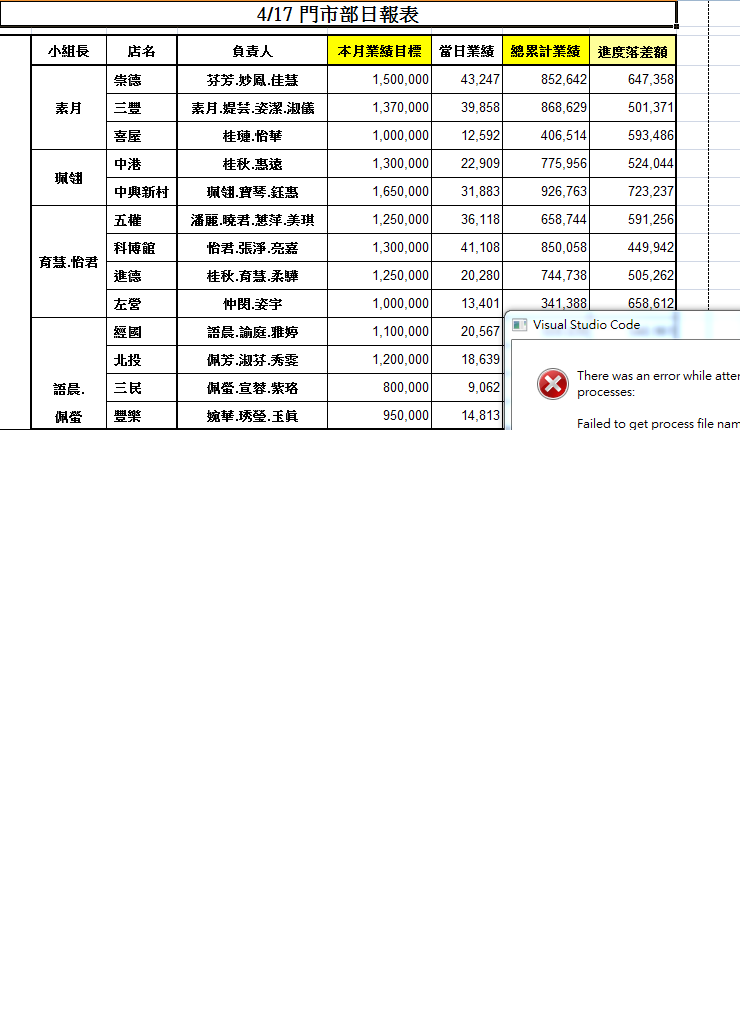 4/17 門市部日報表
小組長 店名 負責人 本月業績目標 當日業績 總累計業績 進度落差額
素月
崇德 芬芳.妙鳳.佳慧 1,500,000 43,247 852,642 647,358
三豐 素月.媞芸.姿潔.淑儀 1,370,000 39,858 868,629 501,371
喜屋 桂璉.怡華 1,000,000 12,592 406,514 593,486
珮翎
中港 桂秋.惠遠 1,300,000 22,909 775,956 524,044
中興新村 珮翎.寶琴.鈺惠 1,650,000 31,883 926,763 723,237
育慧.怡君
五權 潘麗.曉君.慧萍.美琪 1,250,000 36,118 658,744 591,256
科博館 怡君.張淨.亮嘉 1,300,000 41,108 850,058 449,942
進德 桂秋.育慧.柔驊 1,250,000 20,280 744,738 505,262
左營 仲閔.姿宇 1,000,000 13,401 341,388 658,612
語晨.
佩螢
經國 語晨.諭庭.雅婷 1,100,000 20,567
北投 佩芳.淑芬.秀雯 1,200,000 18,639
三民 佩螢.宣蓉.紫珞 800,000 9,062
豐樂 婉華.琇瑩.玉眞 950,000 14,813
Visual Studio Code
There was an error while
processes:
Failed to get process file